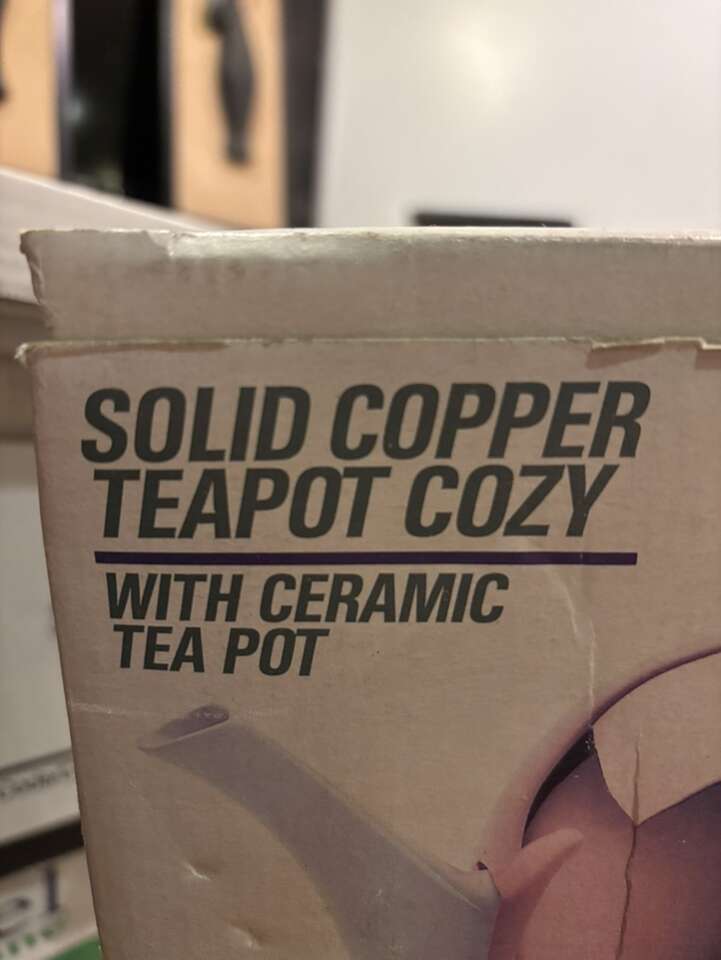 SOLID COPPER
TEAPOT COZY
WITH CERAMIC
TEA POT